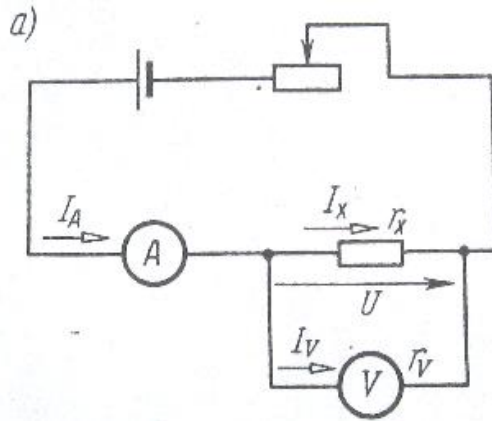 а)
I_A
A
I_x r_x
U
I_V r_V
V